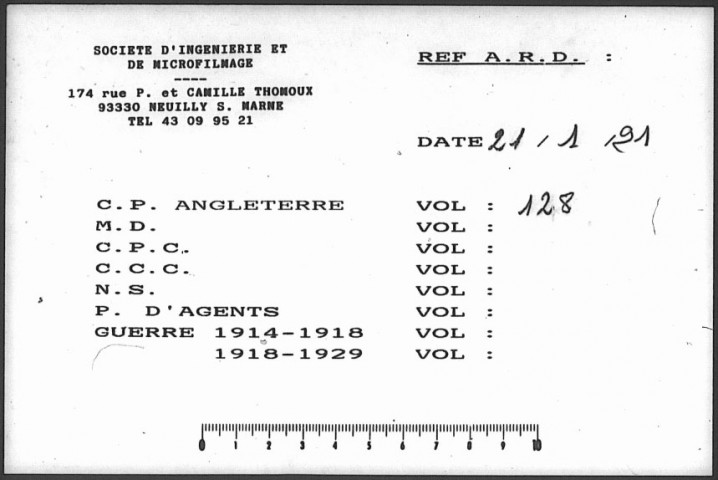 SOCIETE D'INGENIERIE ET
DE MICROFILMAGE
----
174 rue P. et CAMILLE THOMOUX
93330 NEUILLY S. MARNE
TEL 43 09 95 21
REF A.R.D. :
DATE 21 / 1 / 91
C.P. ANGLETERRE VOL : 128
M.D. VOL :
C.P.C. VOL :
C.C.C. VOL :
N.S. VOL :
P. D'AGENTS VOL :
GUERRE 1914-1918 VOL :
1918-1929 VOL :
0 1 2 3 4 5 6 7 8 9 10